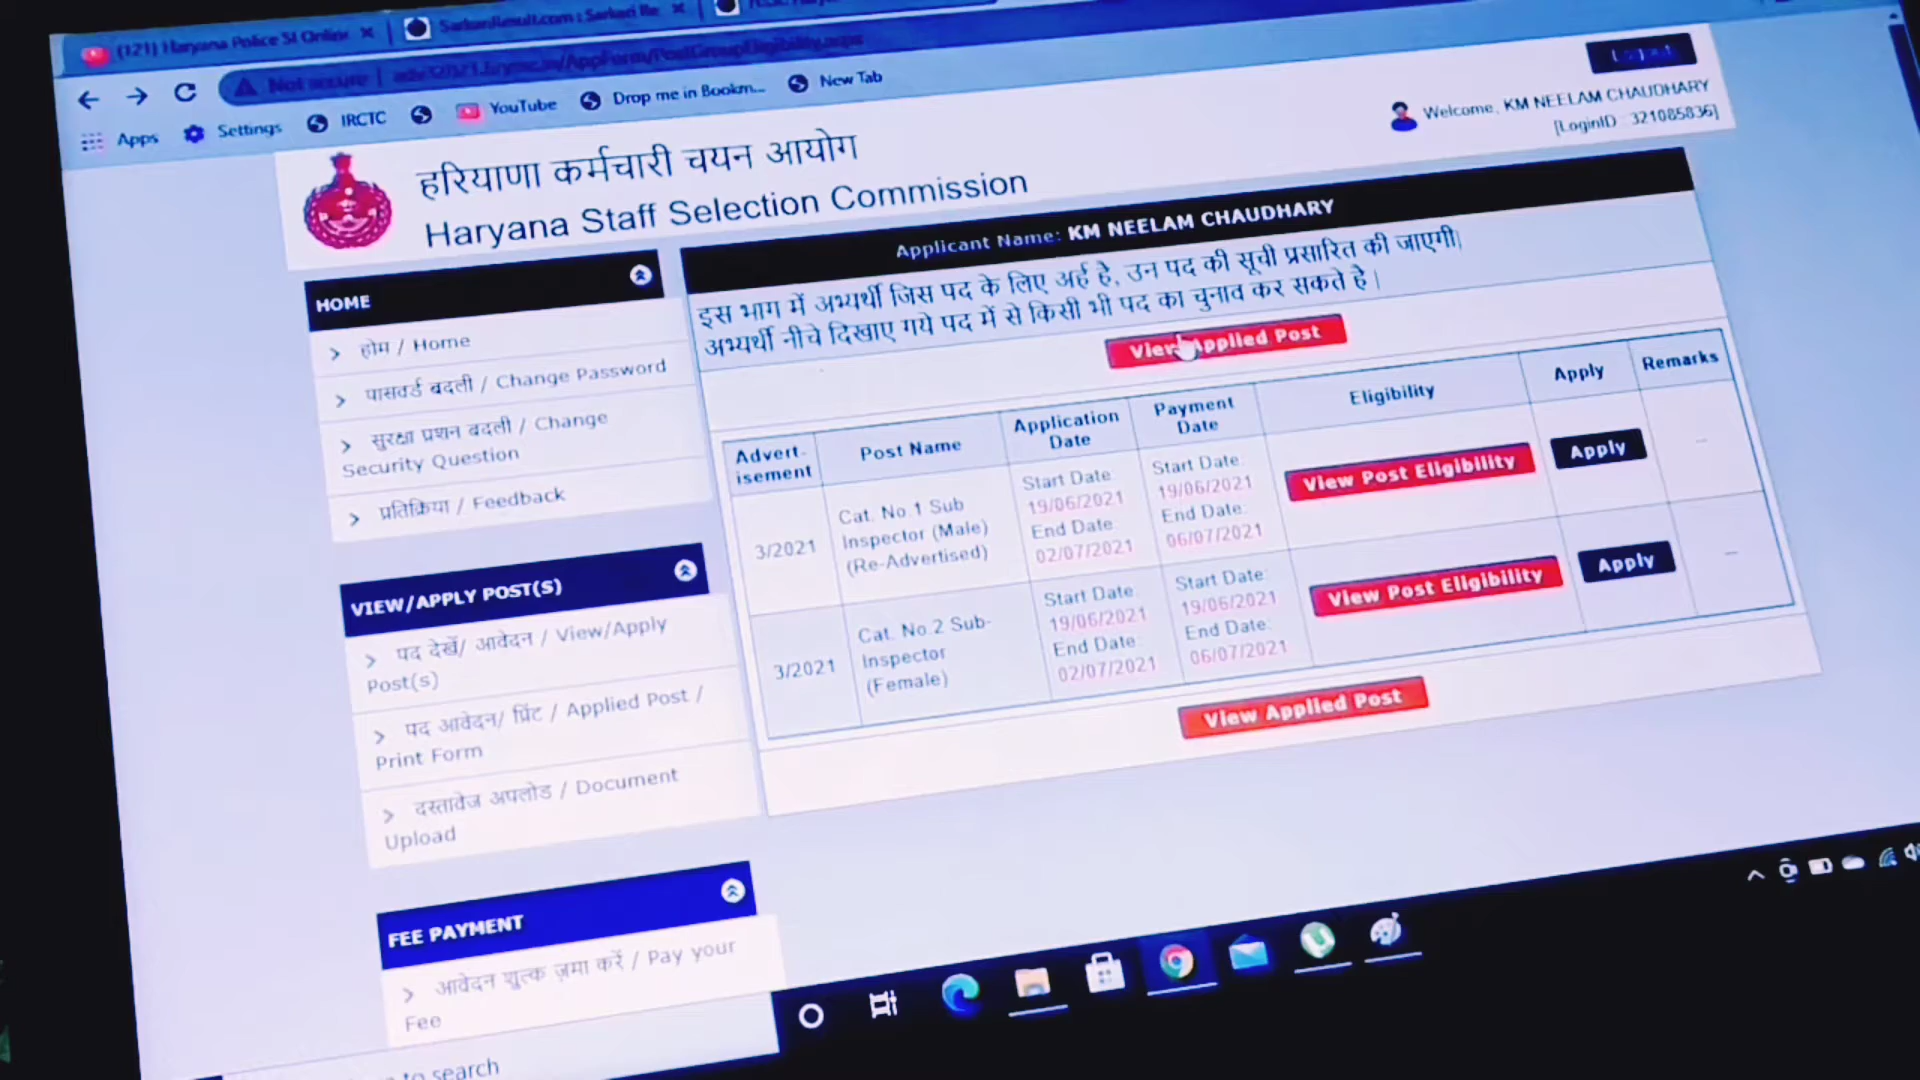 (121) Haryana Police SI Online
SarkariResult.com : Sarkari Re
Not secure
Apps
Settings
IRCTC
YouTube
Drop me in Bookm...
New Tab
हरियाणा कर्मचारी चयन आयोग
Haryana Staff Selection Commission
Welcome, KM NEELAM CHAUDHARY
[LoginID : 321085836]
HOME
होम / Home
पासवर्ड बदली / Change Password
सुरक्षा प्रशन बदली / Change
Security Question
प्रतिक्रिया / Feedback
VIEW/APPLY POST(S)
पद देखें/ आवेदन / View/Apply
Post(s)
पद आवेदन/ प्रिंट / Applied Post /
Print Form
दस्तावेज अपलोड / Document
Upload
FEE PAYMENT
आवेदन शुल्क ज़मा करें / Pay your
Fee
Applicant Name: KM NEELAM CHAUDHARY
इस भाग में अभ्यर्थी जिस पद के लिए अर्ह है, उन पद की सूची प्रसारित की जाएगी|
अभ्यर्थी नीचे दिखाए गये पद में से किसी भी पद का चुनाव कर सकते है |
View Applied Post
Advert-
isement
Post Name
Application
Date
Payment
Date
Eligibility
Apply
Remarks
3/2021
Cat. No.1 Sub
Inspector (Male)
(Re-Advertised)
Start Date:
19/06/2021
End Date:
02/07/2021
Start Date:
19/06/2021
End Date:
06/07/2021
View Post Eligibility
Apply
--
3/2021
Cat. No.2 Sub-
Inspector
(Female)
Start Date:
19/06/2021
End Date:
02/07/2021
Start Date:
19/06/2021
End Date:
06/07/2021
View Post Eligibility
Apply
--
View Applied Post
to search